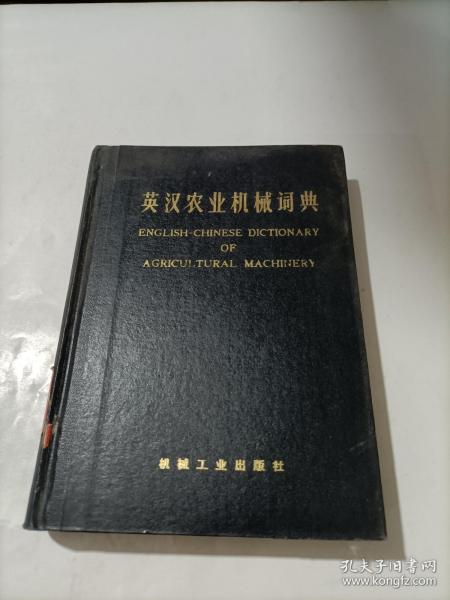 英汉农业机械词典
ENGLISH-CHINESE DICTIONARY
OF
AGRICULTURAL MACHINERY
机械工业出版社
孔夫子旧书网
www.kongfz.com